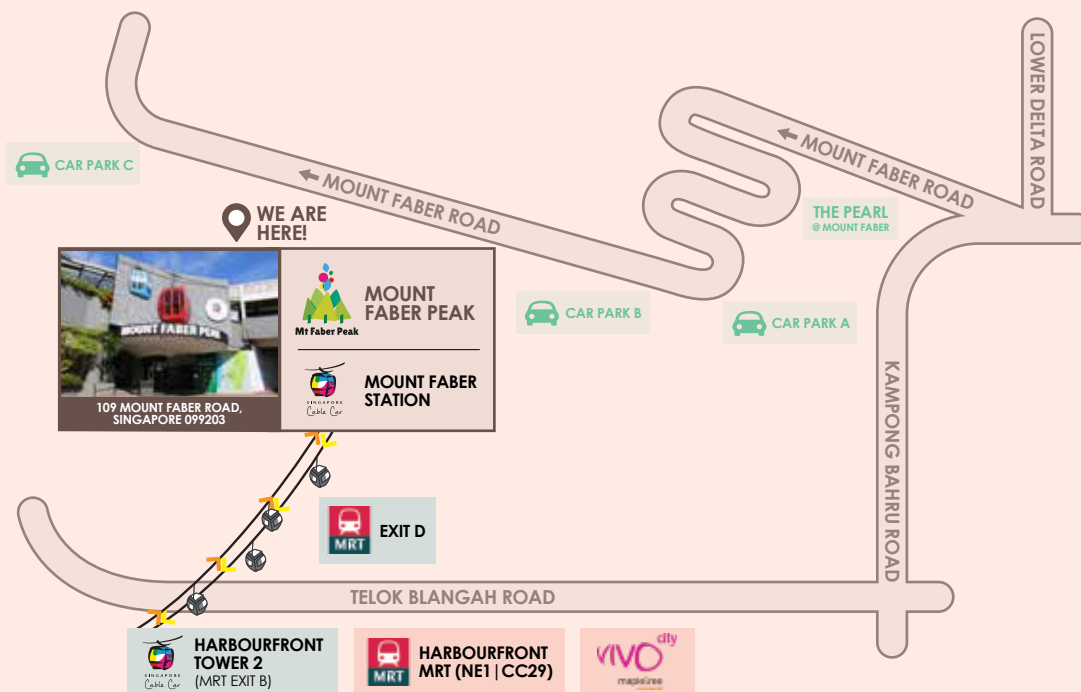 LOWER DELTA ROAD
MOUNT FABER ROAD
CAR PARK C
MOUNT FABER ROAD
WE ARE
HERE!
THE PEARL
@ MOUNT FABER
MOUNT FABER PEAK
109 MOUNT FABER ROAD,
SINGAPORE 099203
Mt Faber Peak
MOUNT
FABER PEAK
SINGAPORE
Cable Car
MOUNT FABER
STATION
CAR PARK B
CAR PARK A
KAMPONG BAHRU ROAD
MRT
EXIT D
TELOK BLANGAH ROAD
SINGAPORE
Cable Car
HARBOURFRONT
TOWER 2
(MRT EXIT B)
MRT
HARBOURFRONT
MRT (NE1 | CC29)
VIVO city
mapletree